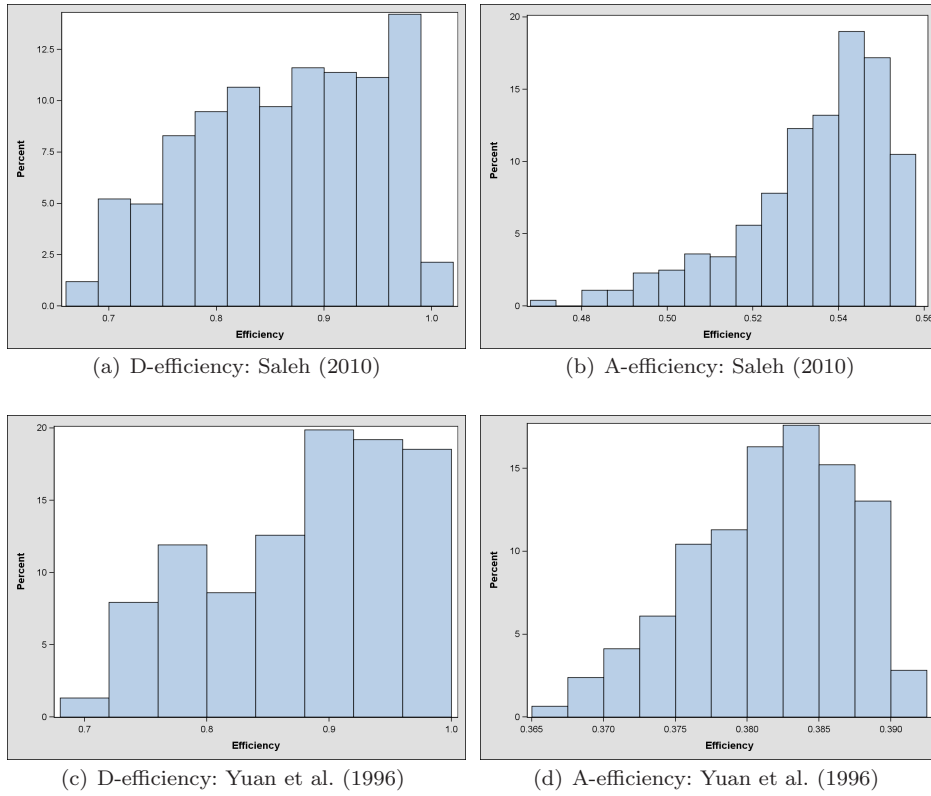 12.5
10.0
7.5
5.0
2.5
0.0
Percent
0.7 0.8 0.9 1.0
Efficiency
(a) D-efficiency: Saleh (2010)
20
15
10
5
0
Percent
0.48 0.50 0.52 0.54 0.56
Efficiency
(b) A-efficiency: Saleh (2010)
20
15
10
5
0
Percent
0.7 0.8 0.9 1.0
Efficiency
(c) D-efficiency: Yuan et al. (1996)
15
10
5
0
Percent
0.365 0.370 0.375 0.380 0.385 0.390
Efficiency
(d) A-efficiency: Yuan et al. (1996)